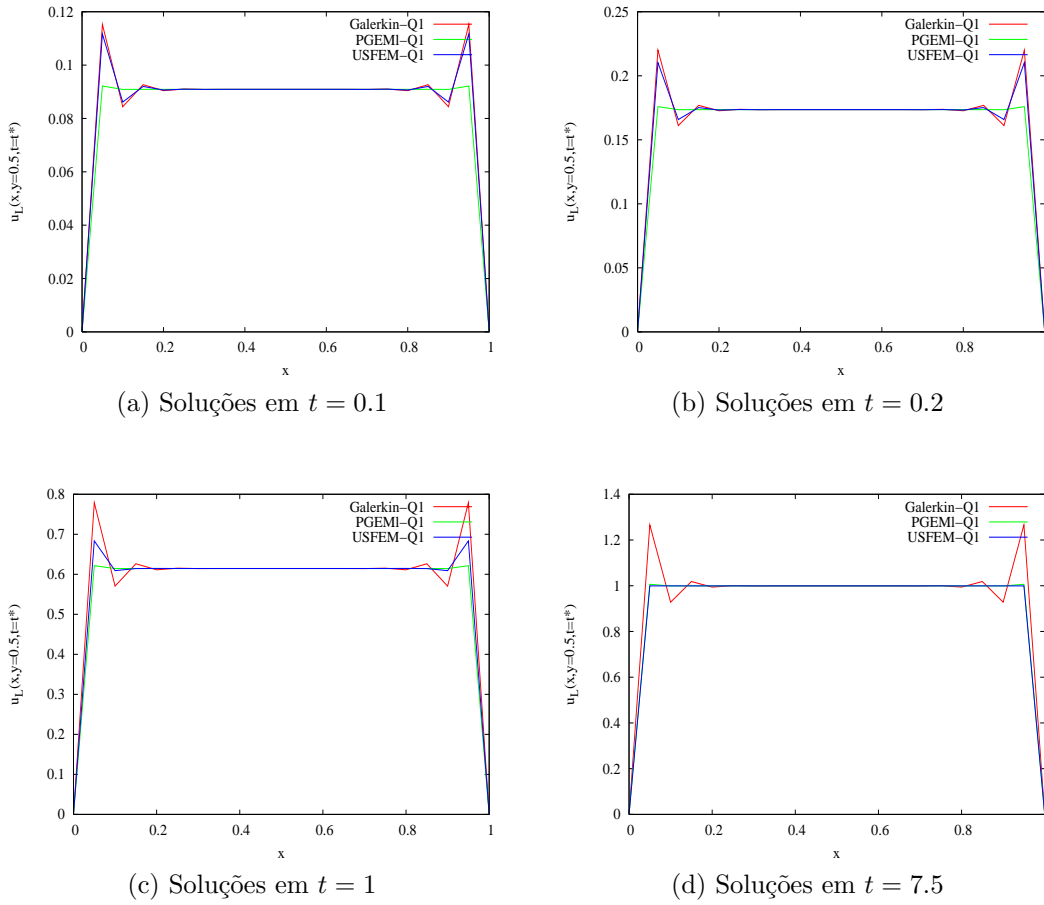 0.12
0.1
0.08
0.06
0.04
0.02
0
0 0.2 0.4 0.6 0.8 1
u_L(x,y=0.5,t=t*)
x
Galerkin-Q1
PGEMl-Q1
USFEM-Q1
(a) Soluções em t = 0.1
0.25
0.2
0.15
0.1
0.05
0
0 0.2 0.4 0.6 0.8
u_L(x,y=0.5,t=t*)
x
Galerkin-Q1
PGEMl-Q1
USFEM-Q1
(b) Soluções em t = 0.2
0.8
0.7
0.6
0.5
0.4
0.3
0.2
0.1
0
0 0.2 0.4 0.6 0.8 1
u_L(x,y=0.5,t=t*)
x
Galerkin-Q1
PGEMl-Q1
USFEM-Q1
(c) Soluções em t = 1
1.4
1.2
1
0.8
0.6
0.4
0.2
0
0 0.2 0.4 0.6 0.8
u_L(x,y=0.5,t=t*)
x
Galerkin-Q1
PGEMl-Q1
USFEM-Q1
(d) Soluções em t = 7.5